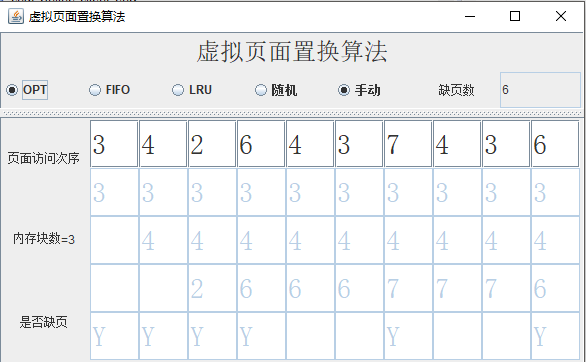 虚拟页面置换算法
虚拟页面置换算法
OPT FIFO LRU 随机 手动 缺页数 6
页面访问次序 3 4 2 6 4 3 7 4 3 6
3 3 3 3 3 3 3 3 3 3
内存块数=3 4 4 4 4 4 4 4 4 4
2 6 6 6 7 7 7 6
是否缺页 Y Y Y Y Y Y